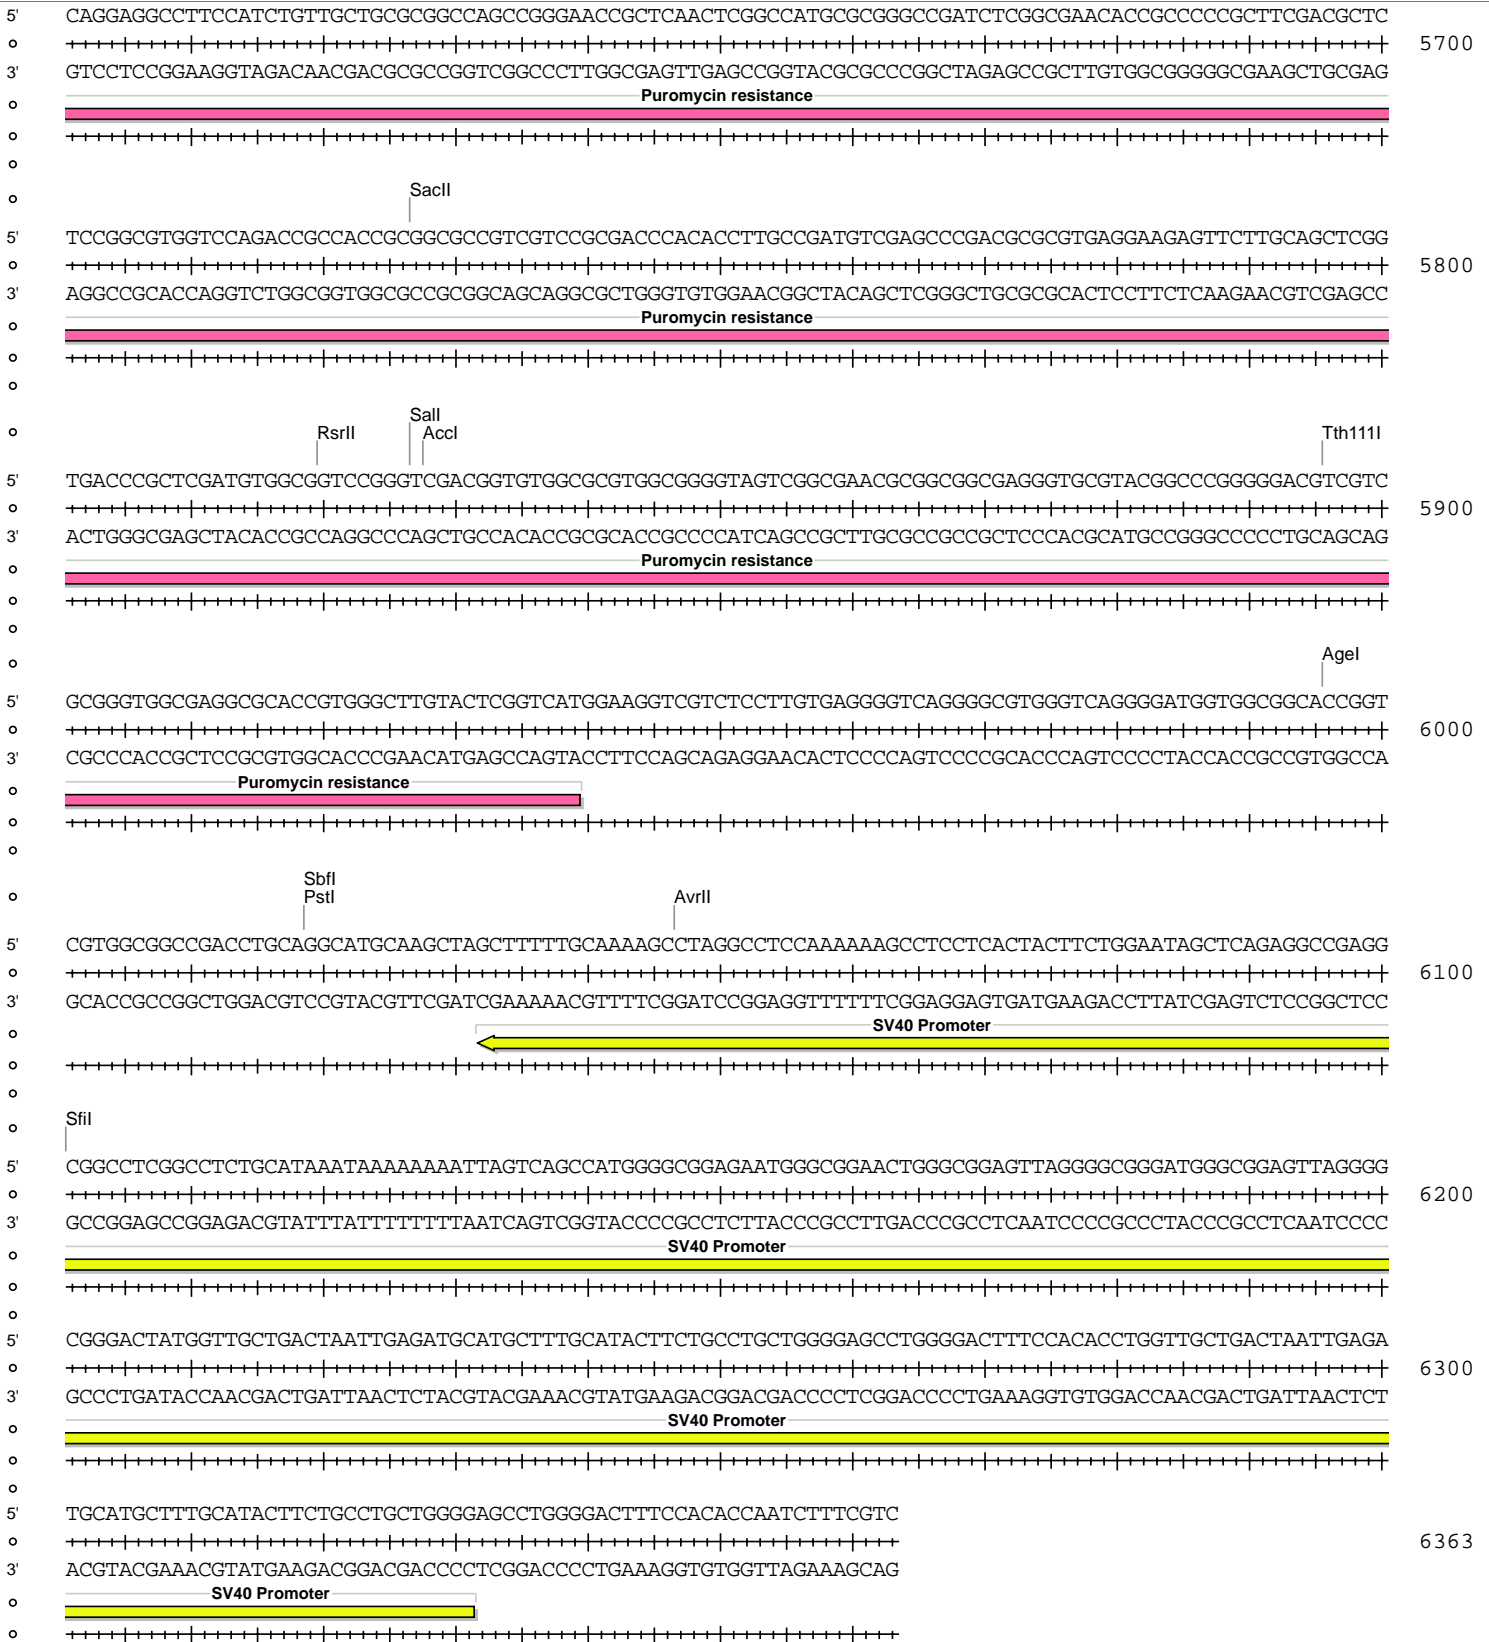 5' CAGGAGGCCTTCCATCTGTTGCTGCGCGGCCAGCCGGGAACCGCTCAACTCGGCCATGCGCGGGCCGATCTCGGCGAACACCGCCCCCGCTTCGACGCTC
5700
3' GTCCTCCGGAAGGTAGACAACGACGCGCCGGTCGGCCCTTGGCGAGTTGAGCCGGTACGCGCCCGGCTAGAGCCGCTTGTGGCGGGGGCGAAGCTGCGAG
Puromycin resistance
SacII
5' TCCGGCGTGGTCCAGACCGCCACCGCGGCGCCGTCGTCCGCGACCCACACCTTGCCGATGTCGAGCCCGACGCGCGTGAGGAAGAGTTCTTGCAGCTCGG
5800
3' AGGCCGCACCAGGTCTGGCGGTGGCGCCGCGGCAGCAGGCGCTGGGTGTGGAACGGCTACAGCTCGGGCTGCGCGCACTCCTTCTCAAGAACGTCGAGCC
Puromycin resistance
SalI
RsrII AccI Tth111I
5' TGACCCGCTCGATGTGGCGGTCCGGGTCGACGGTGTGGCGCGTGGCGGGGTAGTCGGCGAACGCGGCGGCGAGGGTGCGTACGGCCCGGGGGACGTCGTC
5900
3' ACTGGGCGAGCTACACCGCCAGGCCCAGCTGCCACACCGCGCACCGCCCCATCAGCCGCTTGCGCCGCCGCTCCCACGCATGCCGGGCCCCCTGCAGCAG
Puromycin resistance
AgeI
5' GCGGGTGGCGAGGCGCACCGTGGGCTTGTACTCGGTCATGGAAGGTCGTCTCCTTGTGAGGGGTCAGGGGCGTGGGTCAGGGGATGGTGGCGGCACCGGT
6000
3' CGCCCACCGCTCCGCGTGGCACCCGAACATGAGCCAGTACCTTCCAGCAGAGGAACACTCCCCAGTCCCCGCACCCAGTCCCCTACCACCGCCGTGGCCA
Puromycin resistance
SbfI
PstI AvrII
5' CGTGGCGGCCGACCTGCAGGCATGCAAGCTAGCTTTTTGCAAAAGCCTAGGCCTCCAAAAAAGCCTCCTCACTACTTCTGGAATAGCTCAGAGGCCGAGG
6100
3' GCACCGCCGGCTGGACGTCCGTACGTTCGATCGAAAAACGTTTTCGGATCCGGAGGTTTTTTCGGAGGAGTGATGAAGACCTTATCGAGTCTCCGGCTCC
SV40 Promoter
SfiI
5' CGGCCTCGGCCTCTGCATAAATAAAAAAAATTAGTCAGCCATGGGGCGGAGAATGGGCGGAACTGGGCGGAGTTAGGGGCGGGATGGGCGGAGTTAGGGG
6200
3' GCCGGAGCCGGAGACGTATTTATTTTTTTTAATCAGTCGGTACCCCGCCTCTTACCCGCCTTGACCCGCCTCAATCCCCGCCCTACCCGCCTCAATCCCC
SV40 Promoter
5' CGGGACTATGGTTGCTGACTAATTGAGATGCATGCTTTGCATACTTCTGCCTGCTGGGGAGCCTGGGGACTTTCCACACCTGGTTGCTGACTAATTGAGA
6300
3' GCCCTGATACCAACGACTGATTAACTCTACGTACGAAACGTATGAAGACGGACGACCCCTCGGACCCCTGAAAGGTGTGGACCAACGACTGATTAACTCT
SV40 Promoter
5' TGCATGCTTTGCATACTTCTGCCTGCTGGGGAGCCTGGGGACTTTCCACACCAATCTTTCGTC
6363
3' ACGTACGAAACGTATGAAGACGGACGACCCCTCGGACCCCTGAAAGGTGTGGTTAGAAAGCAG
SV40 Promoter